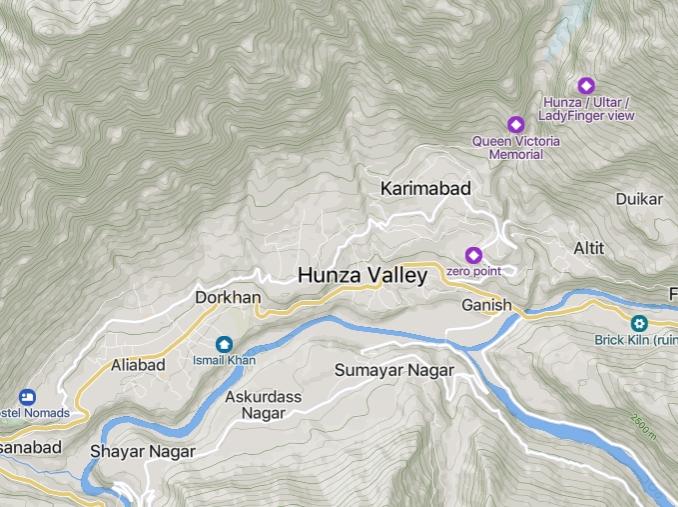 Hunza / Ultar /
LadyFinger view
Queen Victoria
Memorial
Karimabad
Duikar
Altit
zero point
Hunza Valley
Dorkhan
Ganish
F
Brick Kiln (ruin
Ismail Khan
Aliabad
Sumayar Nagar
Askurdass
Nagar
ostel Nomads
2500 m
sanabad
Shayar Nagar